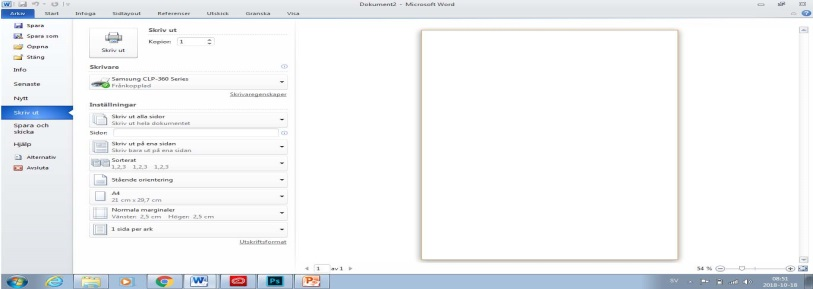 Dokument2 - Microsoft Word
Arkiv Start Infoga Sidlayout Referenser Utskick Granska Visa
Spara
Spara som
Öppna
Stäng
Info
Senaste
Nytt
Skriv ut
Spara och
skicka
Hjälp
Alternativ
Avsluta
Skriv ut
Skriv ut
Kopior: 1
Skrivare
Samsung CLP-360 Series
Frånkopplad
Skrivaregenskaper
Inställningar
Skriv ut alla sidor
Skriv ut hela dokumentet
Sidor:
Skriv ut på ena sidan
Skriv bare ut på ena sidan
Sorterat
1,2,3 1,2,3 1,2,3
Stående orientering
A4
21 cm x 29,7 cm
Normala marginaler
Vänster: 2,5 cm Höger: 2,5 cm
1 sida per ark
Utskriftsformat
1 av 1
54 %
SV
08:51
2018-10-18